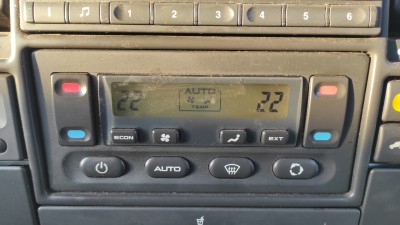 1 2 3 4 5 6
22 AUTO 22
TEMP
ECON EXT
AUTO